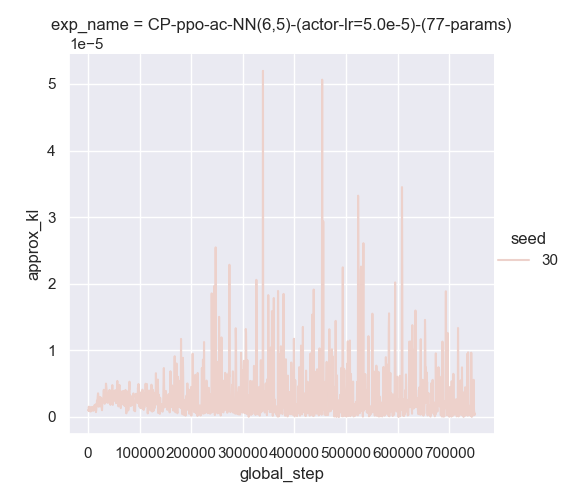 exp_name = CP-ppo-ac-NN(6,5)-(actor-lr=5.0e-5)-(77-params)
1e−5
5
4
3
2
1
0
approx_kl
0 100000 200000 300000 400000 500000 600000 700000
global_step
seed
30